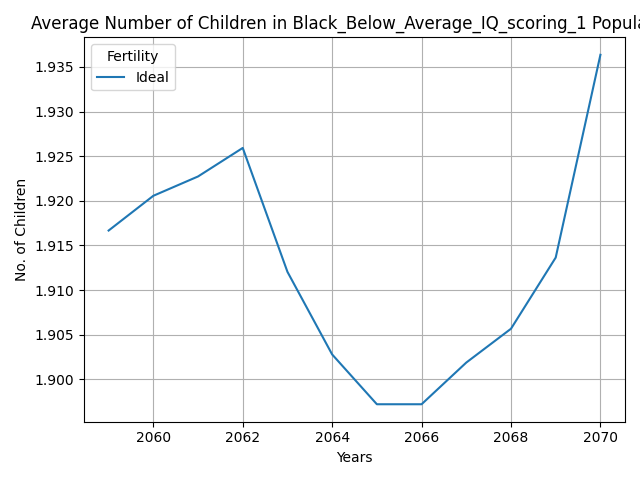 Average Number of Children in Black_Below_Average_IQ_scoring_1 Popula
Fertility
Ideal
1.935
1.930
1.925
1.920
1.915
1.910
1.905
1.900
No. of Children
2060 2062 2064 2066 2068 2070
Years